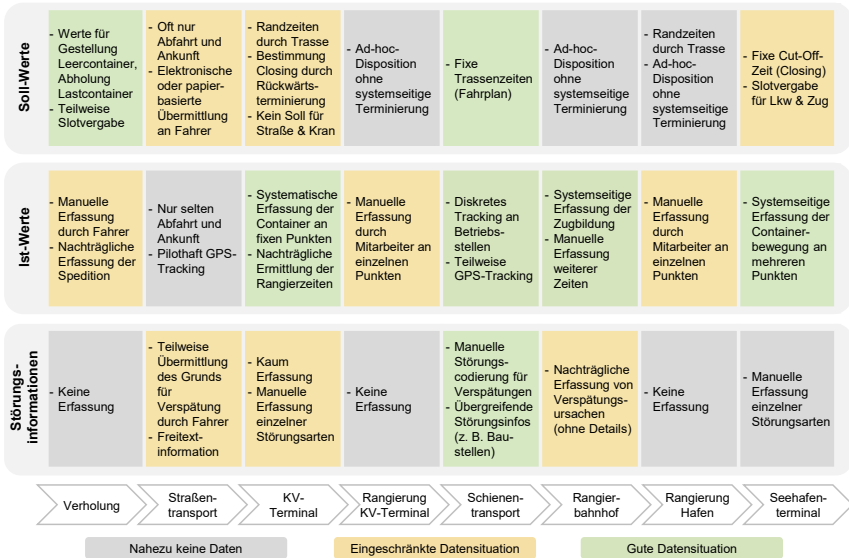 Soll-Werte
- Werte für
Gestellung
Leercontainer,
Abholung
Lastcontainer
- Teilweise
Slotvergabe
- Oft nur
Abfahrt und
Ankunft
- Elektronische
oder papier-
basierte
Übermittlung
an Fahrer
- Randzeiten
durch Trasse
- Bestimmung
Closing durch
Rückwärts-
terminierung
- Kein Soll für
Straße & Kran
- Ad-hoc-
Disposition
ohne
systemseitige
Terminierung
- Fixe
Trassenzeiten
(Fahrplan)
- Ad-hoc-
Disposition
ohne
systemseitige
Terminierung
- Randzeiten
durch Trasse
- Ad-hoc-
Disposition
ohne
systemseitige
Terminierung
- Fixe Cut-Off-
Zeit (Closing)
- Slotvergabe
für Lkw & Zug
Ist-Werte
- Manuelle
Erfassung
durch Fahrer
- Nachträgliche
Erfassung der
Spedition
- Nur selten
Abfahrt und
Ankunft
- Pilothaft GPS-
Tracking
- Systematische
Erfassung der
Container an
fixen Punkten
- Nachträgliche
Ermittlung der
Rangierzeiten
- Manuelle
Erfassung
durch
Mitarbeiter an
einzelnen
Punkten
- Diskretes
Tracking an
Betriebs-
stellen
- Teilweise
GPS-Tracking
- Systemseitige
Erfassung der
Zugbildung
- Manuelle
Erfassung
weiterer
Zeiten
- Manuelle
Erfassung
durch
Mitarbeiter an
einzelnen
Punkten
- Systemseitige
Erfassung der
Container-
bewegung an
mehreren
Punkten
Störungs-
informationen
- Keine
Erfassung
- Teilweise
Übermittlung
des Grunds
für
Verspätung
durch Fahrer
- Freitext-
information
- Kaum
Erfassung
- Manuelle
Erfassung
einzelner
Störungsarten
- Keine
Erfassung
- Manuelle
Störungs-
codierung für
Verspätungen
- Übergreifende
Störungsinfos
(z. B. Bau-
stellen)
- Nachträgliche
Erfassung von
Verspätungs-
ursachen
(ohne Details)
- Keine
Erfassung
- Manuelle
Erfassung
einzelner
Störungsarten
Verholung
Straßen-
transport
KV-
Terminal
Rangierung
KV-Terminal
Schienen-
transport
Rangier-
bahnhof
Rangierung
Hafen
Seehafen-
terminal
Nahezu keine Daten
Eingeschränkte Datensituation
Gute Datensituation